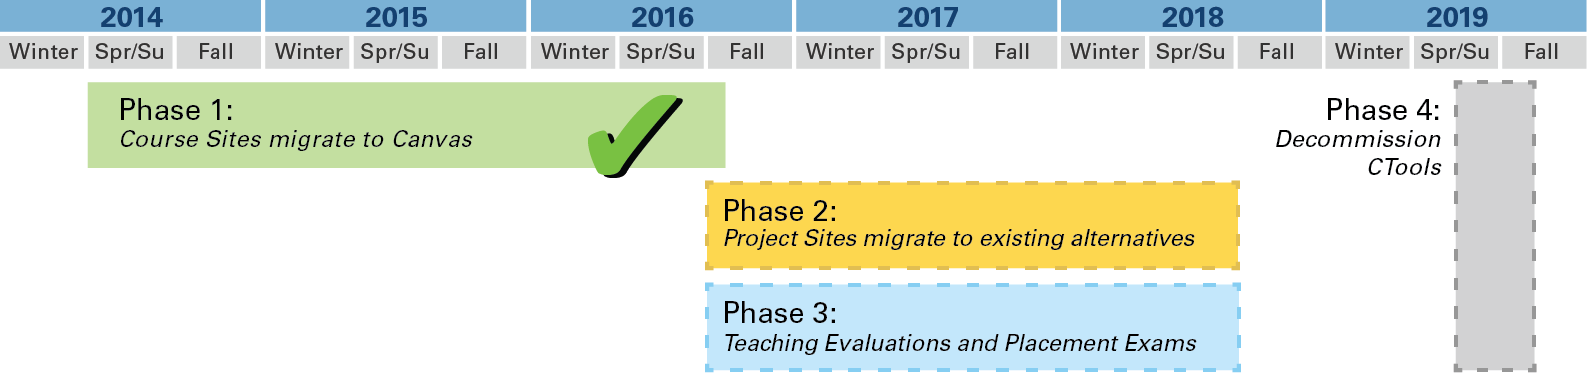 2014 2015 2016 2017 2018 2019
Winter Spr/Su Fall Winter Spr/Su Fall Winter Spr/Su Fall Winter Spr/Su Fall Winter Spr/Su Fall Winter Spr/Su Fall
Phase 1:
Course Sites migrate to Canvas
Phase 4:
Decommission
CTools
Phase 2:
Project Sites migrate to existing alternatives
Phase 3:
Teaching Evaluations and Placement Exams